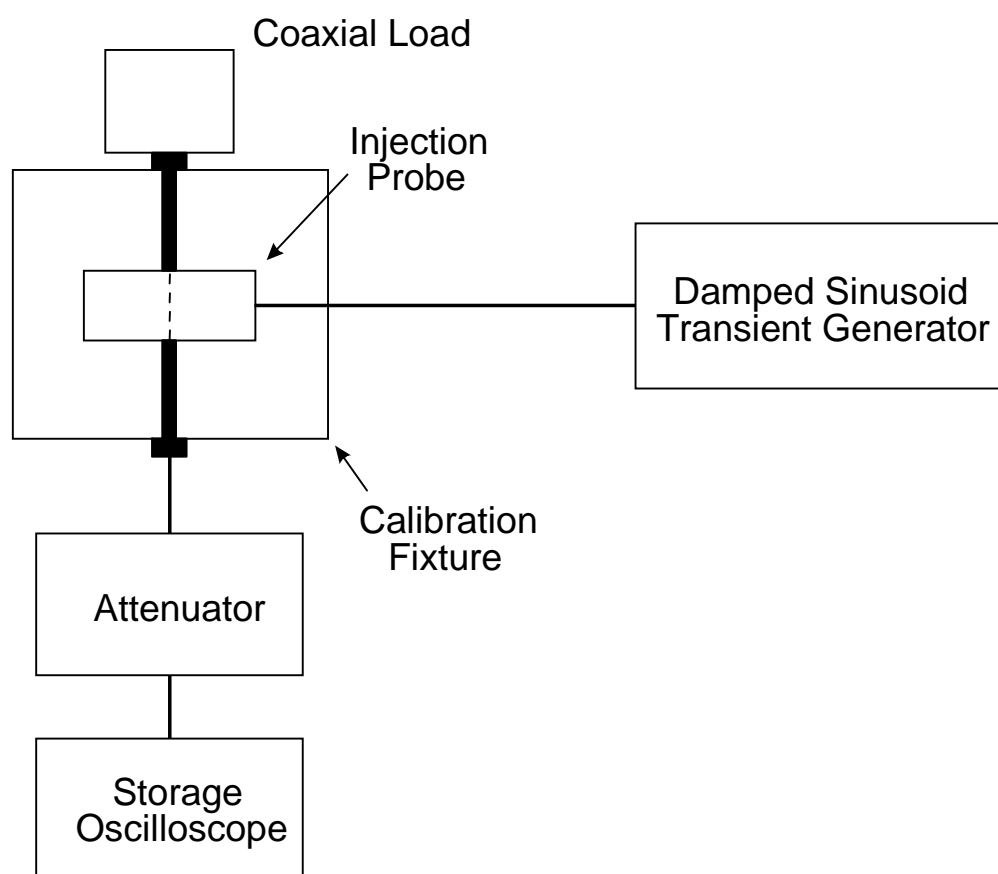 Coaxial Load
Injection
Probe
Damped Sinusoid
Transient Generator
Calibration
Fixture
Attenuator
Storage
Oscilloscope